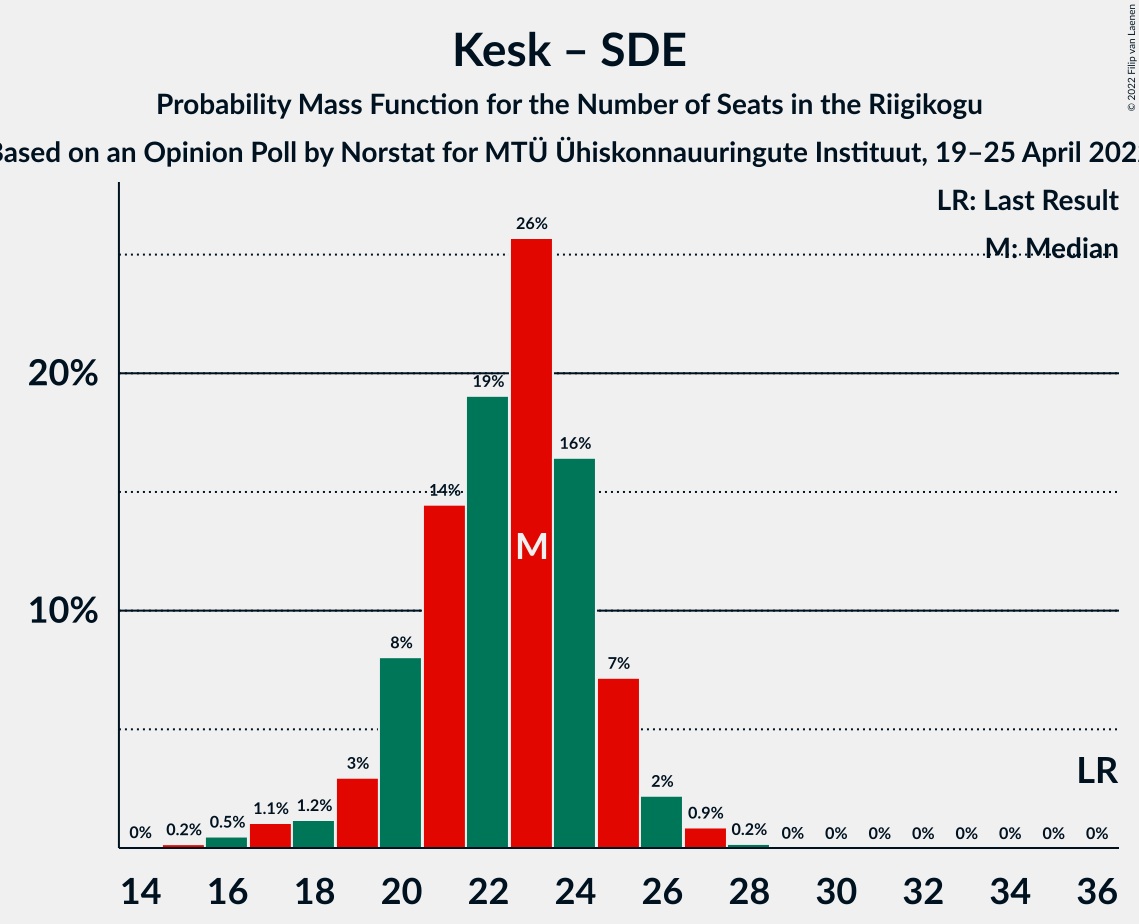 Kesk – SDE
Probability Mass Function for the Number of Seats in the Riigikogu
Based on an Opinion Poll by Norstat for MTÜ Ühiskonnauuringute Instituut, 19–25 April 2022
© 2022 Filip van Laenen
LR: Last Result
M: Median
26%
20%
19%
16%
14%
M
10%
8%
7%
LR
3%
2%
0% 0.2% 0.5% 1.1% 1.2% 0.9% 0.2% 0% 0% 0% 0% 0% 0% 0% 0%
14 16 18 20 22 24 26 28 30 32 34 36